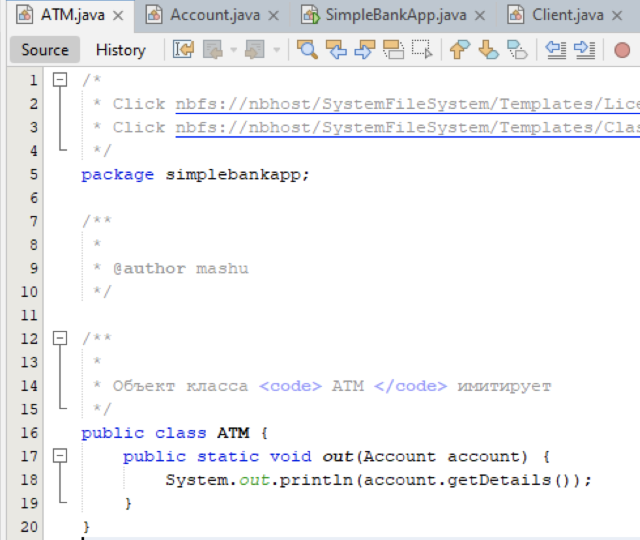 ATM.java × Account.java × SimpleBankApp.java × Client.java ×
Source History
1 /*
2 * Click nbfs://nbhost/SystemFileSystem/Templates/Lice
3 * Click nbfs://nbhost/SystemFileSystem/Templates/Clas
4 */
5 package simplebankapp;
6
7 /**
8 *
9 * @author mashu
10 */
11
12 /**
13 *
14 * Объект класса <code> ATM </code> имитирует
15 */
16 public class ATM {
17 public static void out(Account account) {
18 System.out.println(account.getDetails());
19 }
20 }